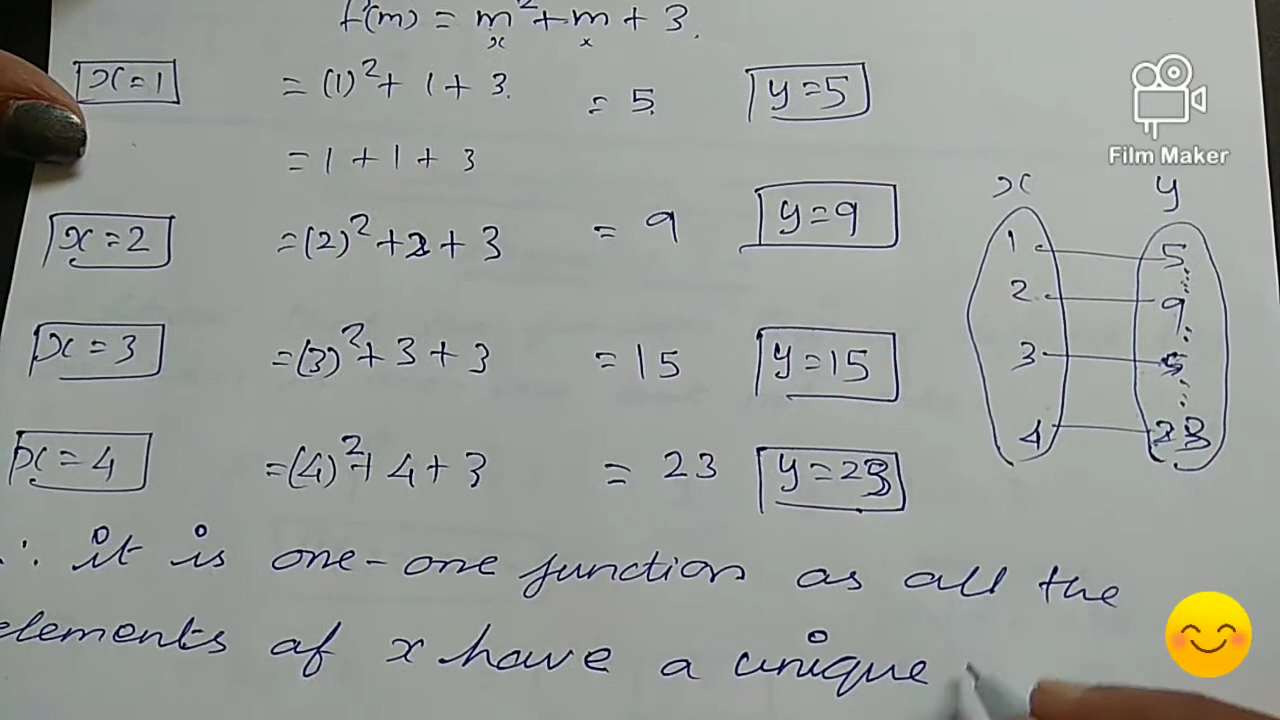 f(m) = m² + m + 3.
x x
x=1 = (1)² + 1 + 3. = 5. y=5
= 1 + 1 + 3
x=2 =(2)² +2 + 3 = 9 y=9
x=3 =(3)² + 3 + 3 =15 y=15
x=4 =(4)² + 4 + 3 = 23 y=23
x y
1 5
2 9
3
4 23
∴ it is one-one function as all the
elements of x have a unique
Film Maker